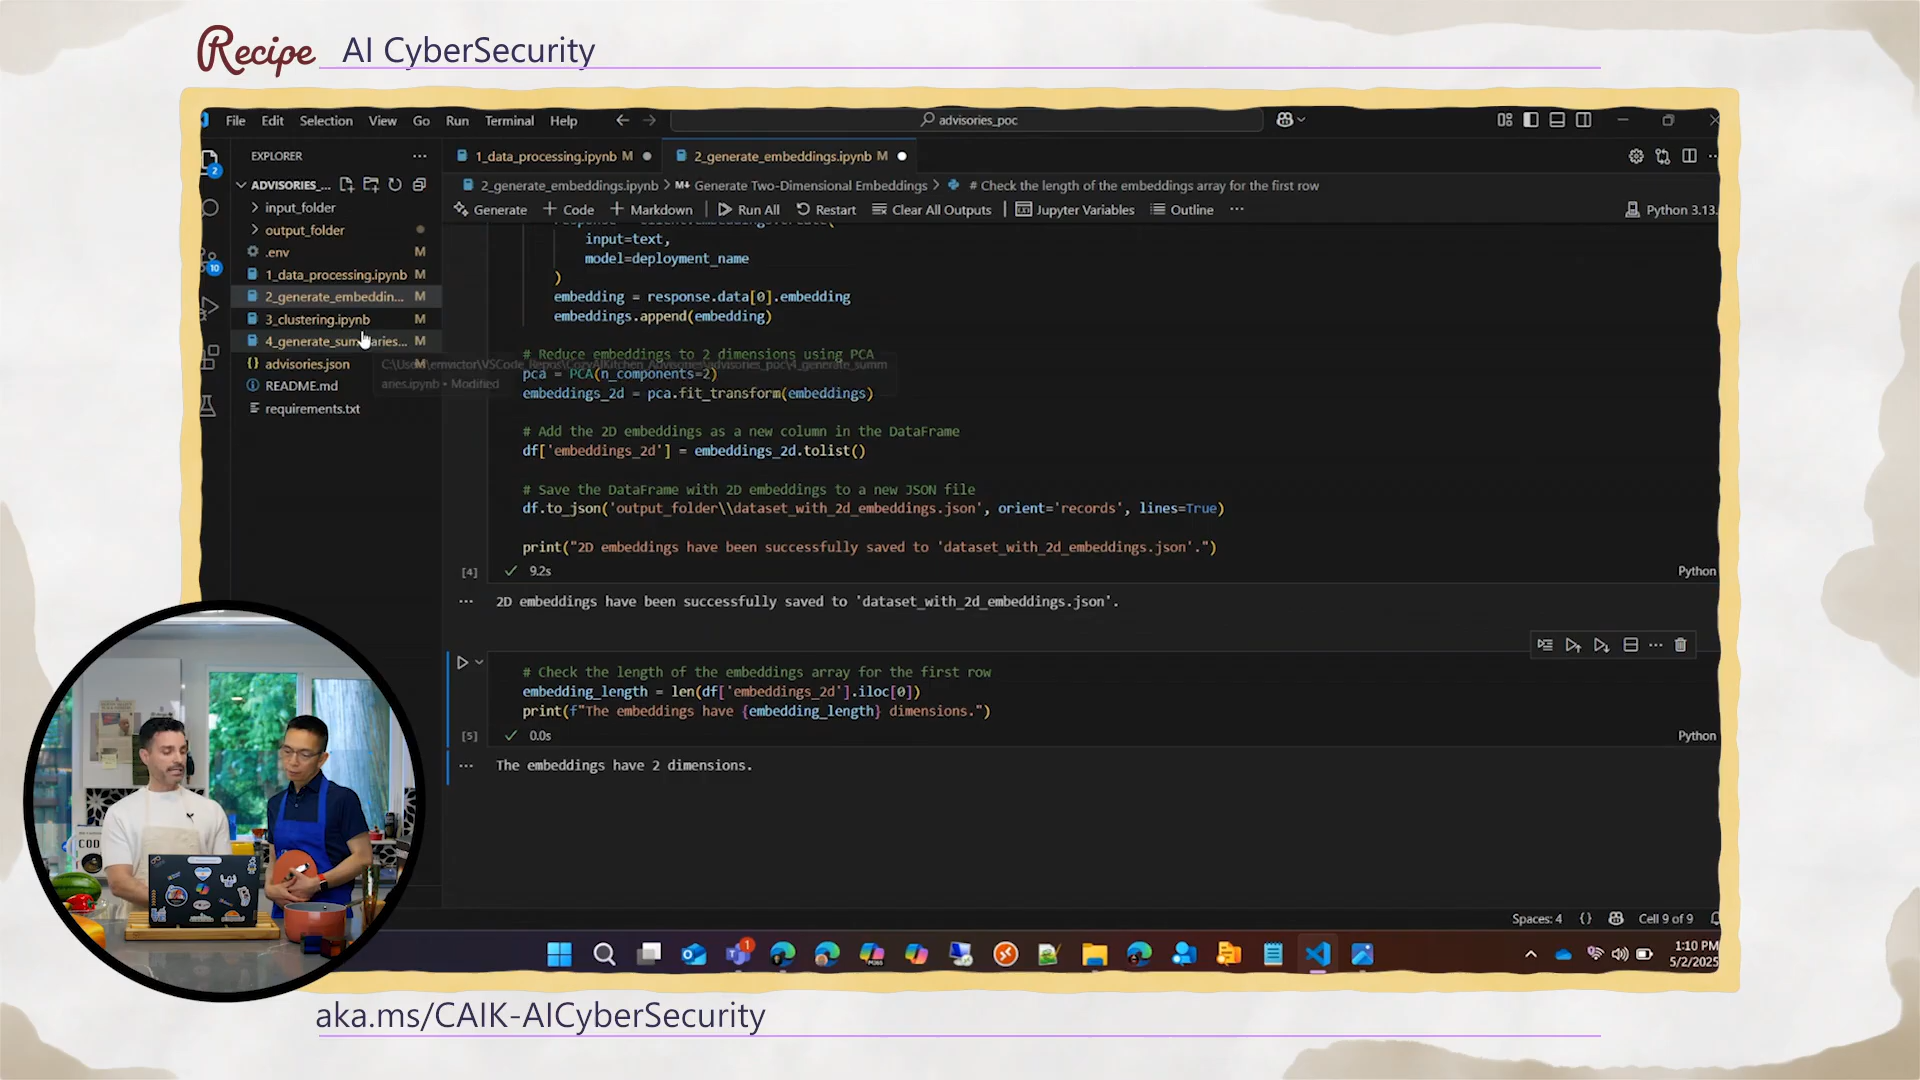 Recipe AI CyberSecurity
File Edit Selection View Go Run Terminal Help advisories_poc
EXPLORER
1_data_processing.ipynb M
2_generate_embeddings.ipynb M
2
ADVISORIES_...
2_generate_embeddings.ipynb > M↓ Generate Two-Dimensional Embeddings > # Check the length of the embeddings array for the first row
input_folder
Generate + Code + Markdown Run All Restart Clear All Outputs Jupyter Variables Outline ... Python 3.13.
output_folder
.env M
10
1_data_processing.ipynb M
2_generate_embeddin... M
3_clustering.ipynb M
4_generate_summaries... M
advisories.json
README.md
requirements.txt
input=text,
model=deployment_name
)
embedding = response.data[0].embedding
embeddings.append(embedding)
# Reduce embeddings to 2 dimensions using PCA
pca = PCA(n_components=2)
embeddings_2d = pca.fit_transform(embeddings)
# Add the 2D embeddings as a new column in the DataFrame
df['embeddings_2d'] = embeddings_2d.tolist()
# Save the DataFrame with 2D embeddings to a new JSON file
df.to_json('output_folder\\dataset_with_2d_embeddings.json', orient='records', lines=True)
print("2D embeddings have been successfully saved to 'dataset_with_2d_embeddings.json'.")
[4] 9.2s Python
2D embeddings have been successfully saved to 'dataset_with_2d_embeddings.json'.
# Check the length of the embeddings array for the first row
embedding_length = len(df['embeddings_2d'].iloc[0])
print(f"The embeddings have {embedding_length} dimensions.")
[5] 0.0s Python
The embeddings have 2 dimensions.
COD
Spaces: 4 {} Cell 9 of 9
1
1:10 PM
5/2/2025
aka.ms/CAIK-AICyberSecurity